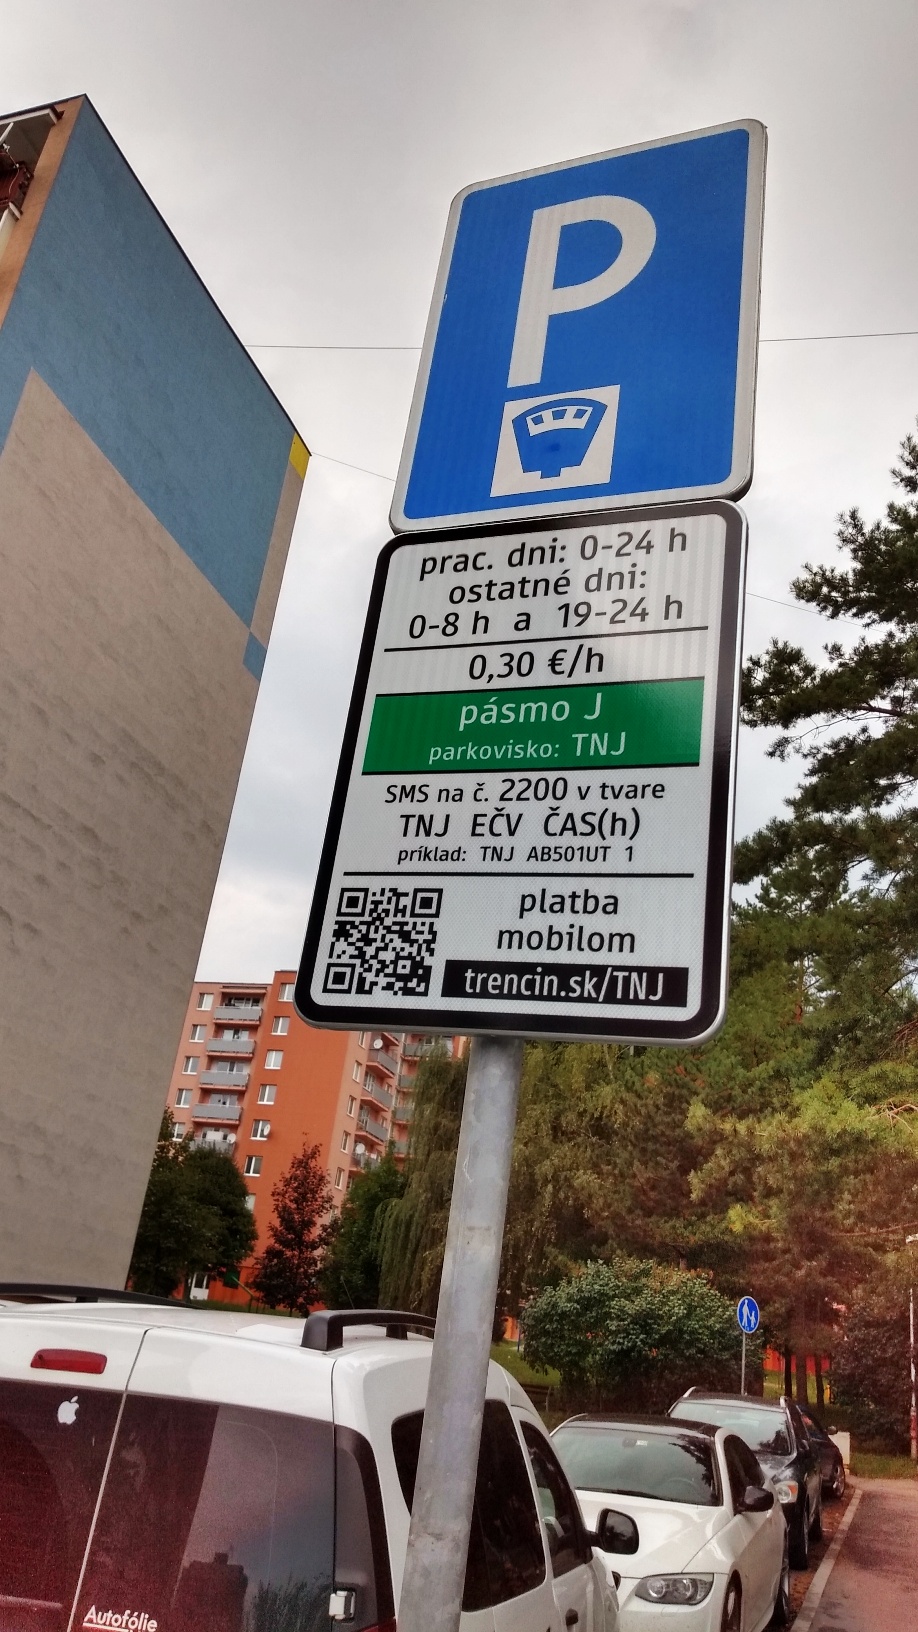 P
prac. dni: 0-24 h
ostatné dni:
0-8 h a 19-24 h
0,30 €/h
pásmo J
parkovisko: TNJ
SMS na č. 2200 v tvare
TNJ EČV ČAS(h)
príklad: TNJ AB501UT 1
platba
mobilom
trencin.sk/TNJ
Autofólie